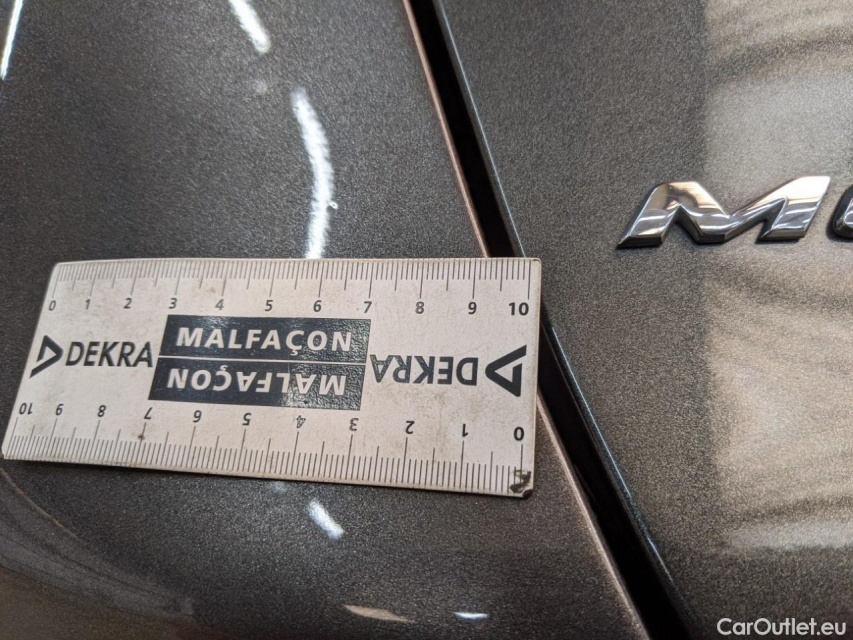 M
0 1 2 3 4 5 6 7 8 9 10
MALFAÇON
DEKRA
DEKRA
MALFAÇON
10 9 8 7 6 5 4 3 2 1 0
CarOutlet.eu